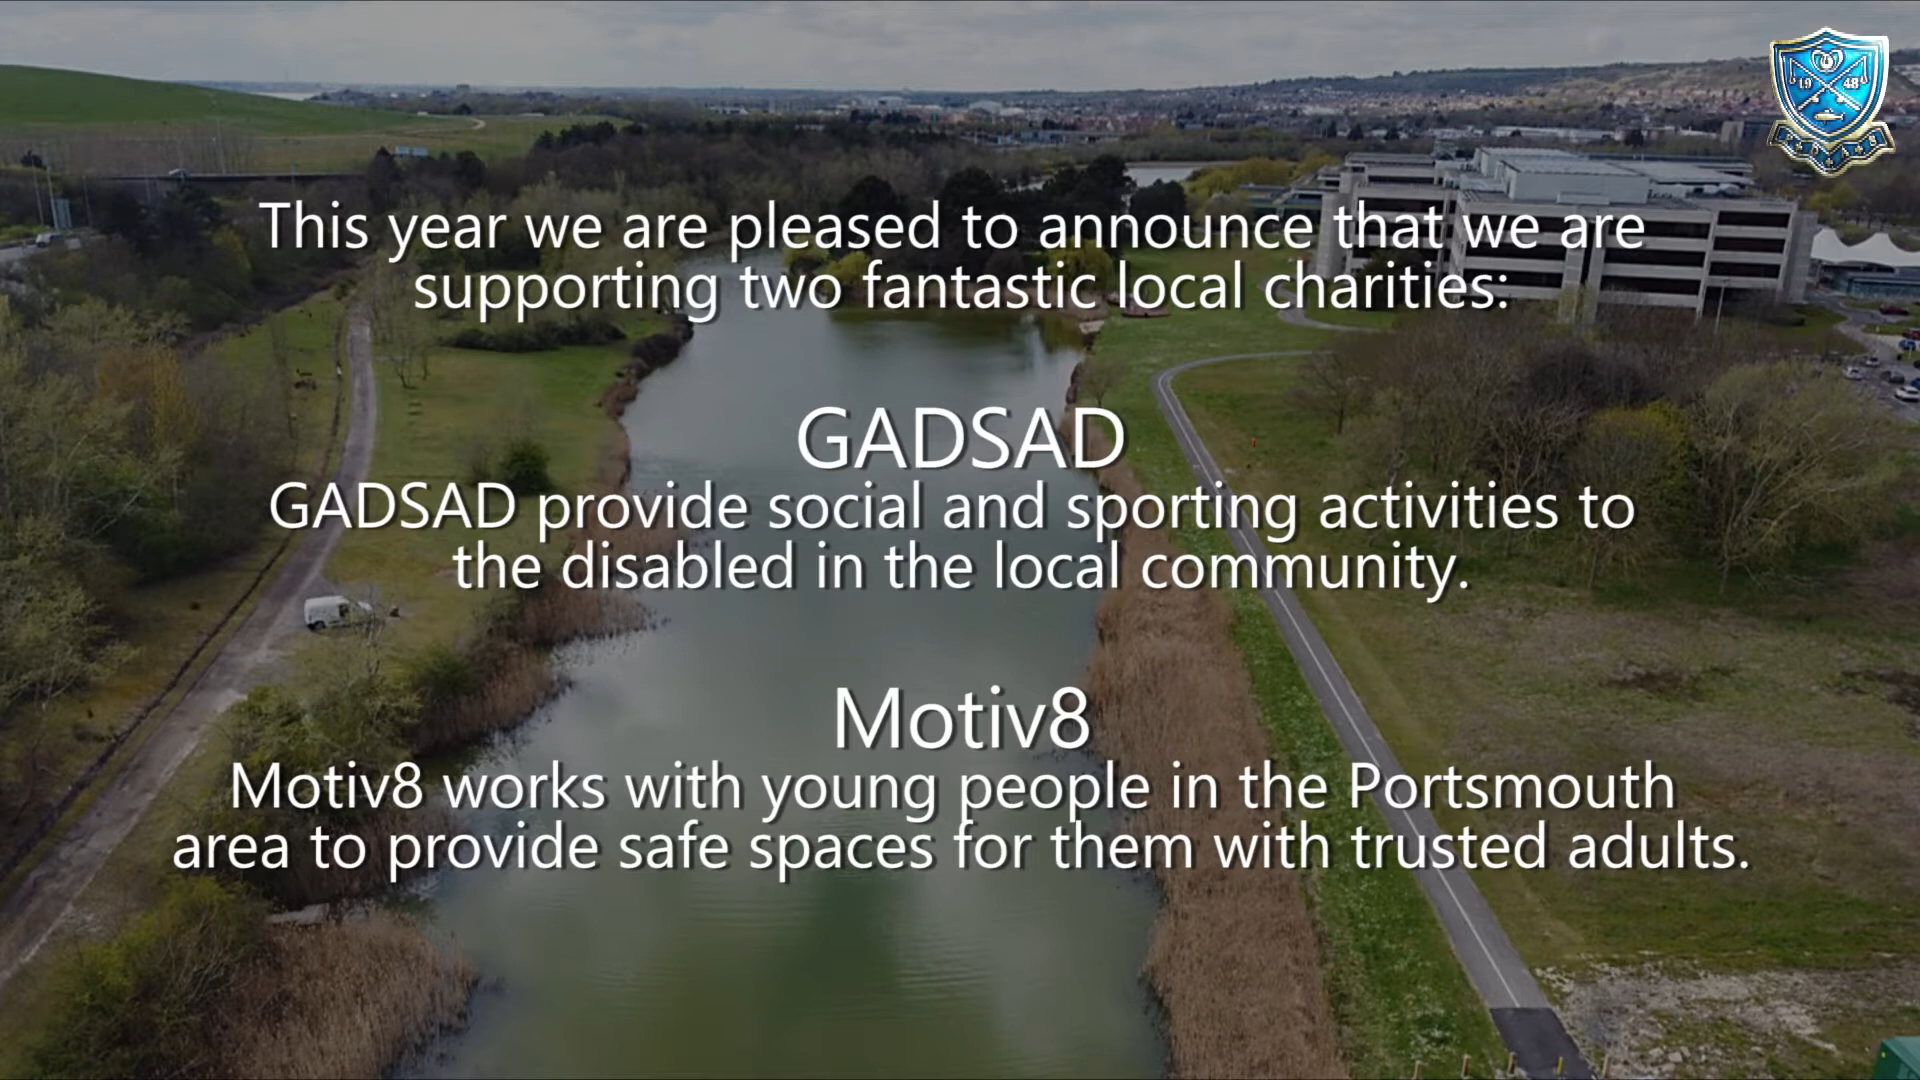 19 48
This year we are pleased to announce that we are
supporting two fantastic local charities:
GADSAD
GADSAD provide social and sporting activities to
the disabled in the local community.
Motiv8
Motiv8 works with young people in the Portsmouth
area to provide safe spaces for them with trusted adults.